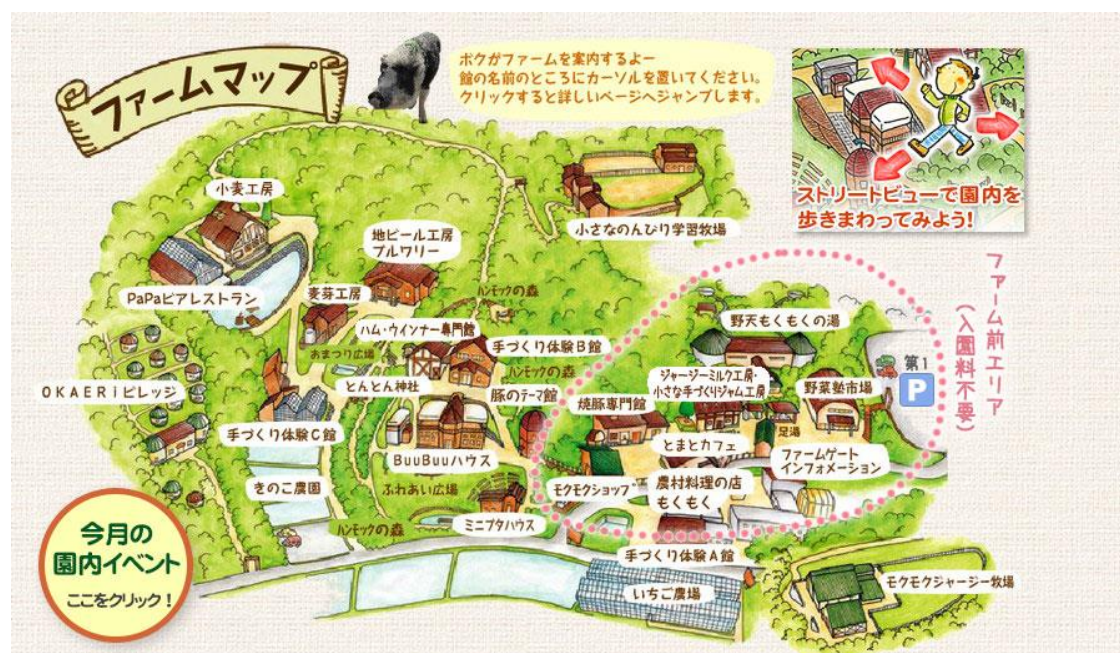 ファームマップ
ボクがファームを案内するよー
館の名前のところにカーソルを置いてください。
クリックすると詳しいページへジャンプします。
ストリートビューで園内を
歩きまわってみよう!
小麦工房
地ビール工房
ブルワリー
小さなのんびり学習牧場
PaPaビアレストラン
麦芽工房
ハンモックの森
ハム・ウインナー専門館
手づくり体験B館
おまつり広場
ハンモックの森
とんとん神社
豚のテーマ館
OKAERiビレッジ
手づくり体験C館
BuuBuuハウス
きのこ農園
ふれあい広場
ハンモックの森
ミニブタハウス
ファーム前エリア
(入園料不要)
野天もくもくの湯
第1
P
ジャージーミルク工房・
小さな手づくりジャム工房
野菜塾市場
焼豚専門館
足湯
とまとカフェ
ファームゲート
インフォメーション
モクモクショップ
農村料理の店
もくもく
手づくり体験A館
いちご農場
モクモクジャージー牧場
今月の
園内イベント
ここをクリック!